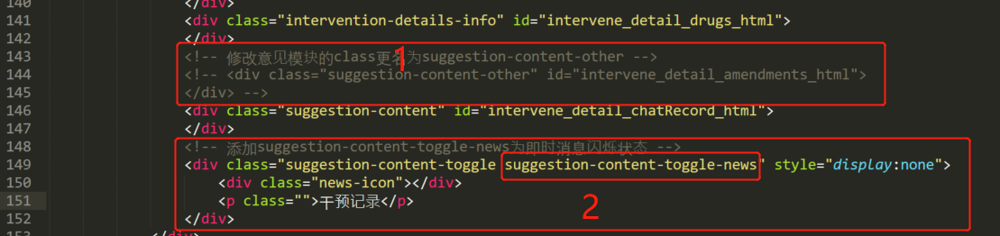 140 </div>
141 <div class="intervention-details-info" id="intervene_detail_drugs_html">
142 </div>
1
143 <!-- 修改意见模块的class更名为suggestion-content-other -->
144 <!-- <div class="suggestion-content-other" id="intervene_detail_amendments_html">
145 </div> -->
146 <div class="suggestion-content" id="intervene_detail_chatRecord_html">
147 </div>
148 <!-- 添加suggestion-content-toggle-news为即时消息闪烁状态 -->
149 <div class="suggestion-content-toggle suggestion-content-toggle-news" style="display:none">
150 <div class="news-icon"></div>
151 <p class="">干预记录</p>
2
152 </div>
153 </div>